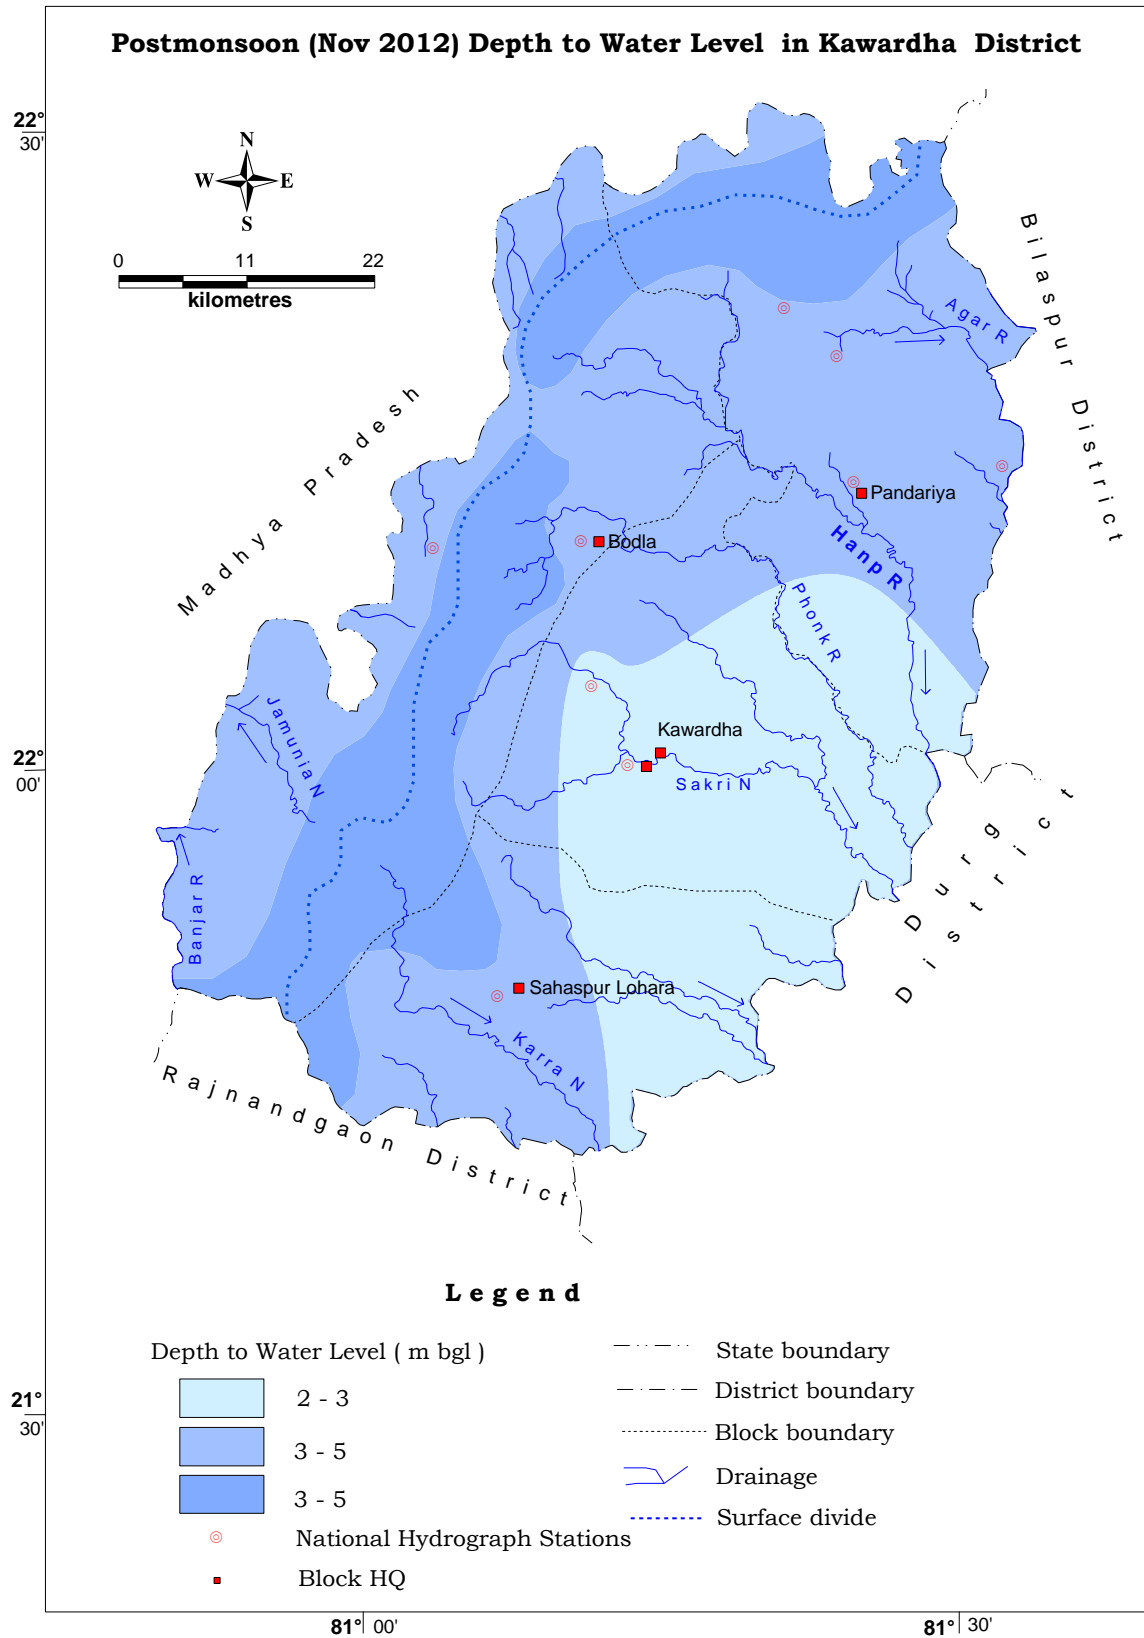 Postmonsoon (Nov 2012) Depth to Water Level in Kawardha District
22°
30'
N
W E
S
0 11 22
kilometres
Bilaspur District
Agar R
Madhya Pradesh
Pandariya
Hanp R
Bodla
Phonk R
Jamunia N
Kawardha
22°
00'
Sakri N
Durg
District
Banjar R
Sahaspur Lohara
Karra N
Rajnandgaon District
Legend
Depth to Water Level ( m bgl )
2 - 3
3 - 5
3 - 5
National Hydrograph Stations
Block HQ
State boundary
District boundary
Block boundary
Drainage
Surface divide
21°
30'
81° 00'
81° 30'